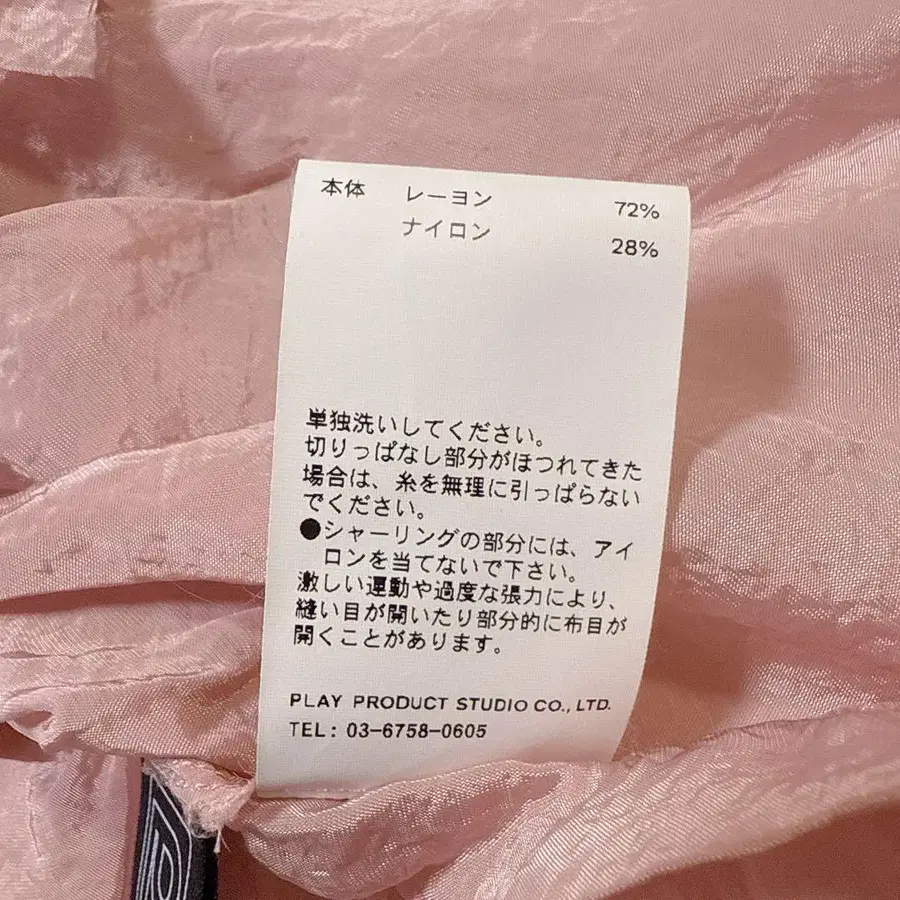 本体 レーヨン 72%
ナイロン 28%
単独洗いしてください。
切りっぱなし部分がほつれてきた
場合は、糸を無理に引っぱらない
でください。
●シャーリングの部分には、アイ
ロンを当てないで下さい。
激しい運動や過度な張力により、
縫い目が開いたり部分的に布目が
開くことがあります。
PLAY PRODUCT STUDIO CO., LTD.
TEL: 03-6758-0605